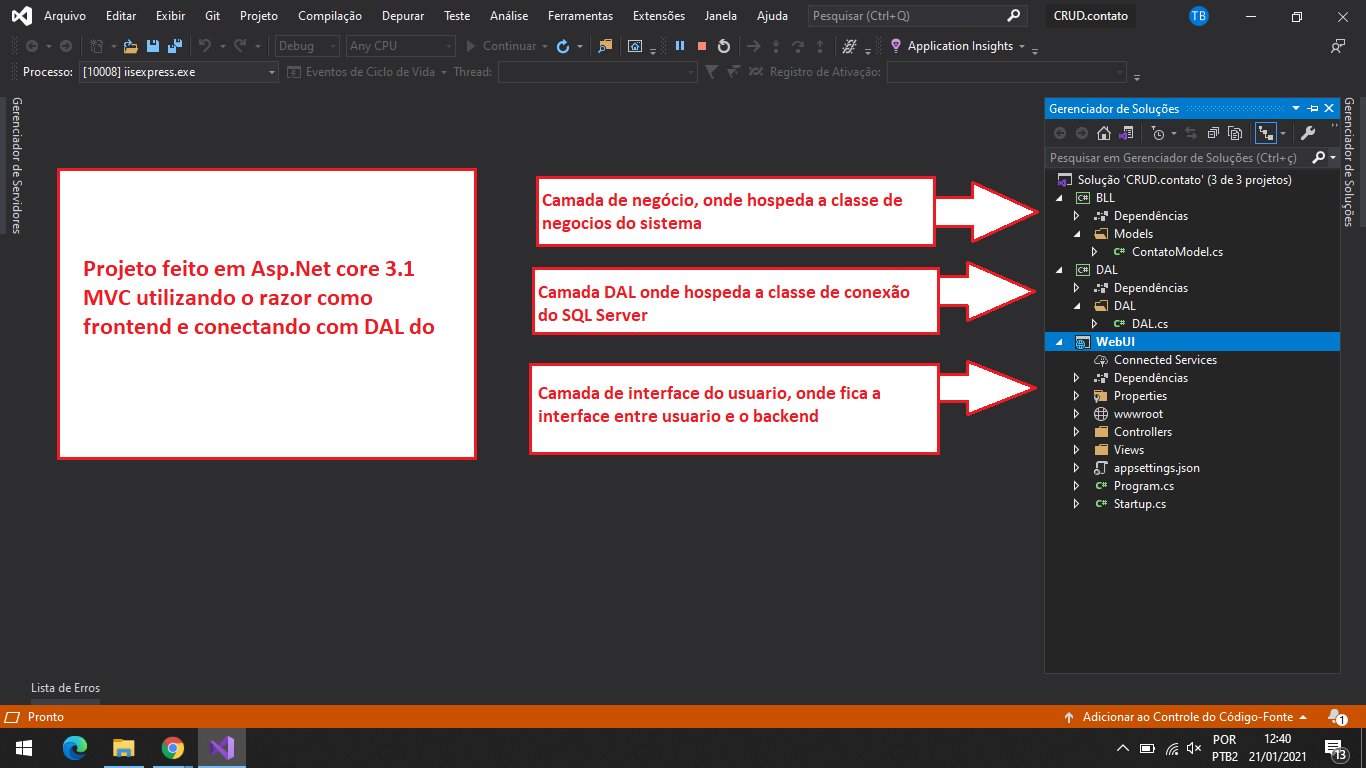 Arquivo Editar Exibir Git Projeto Compilação Depurar Teste Análise Ferramentas Extensões Janela Ajuda Pesquisar (Ctrl+Q) CRUD.contato TB
Debug Any CPU Continuar Application Insights
Processo: [10008] iisexpress.exe Eventos de Ciclo de Vida Thread: Registro de Ativação:
Gerenciador de Servidores
Projeto feito em Asp.Net core 3.1
MVC utilizando o razor como
frontend e conectando com DAL do
Camada de negócio, onde hospeda a classe de
negocios do sistema
Camada DAL onde hospeda a classe de conexão
do SQL Server
Camada de interface do usuario, onde fica a
interface entre usuario e o backend
Gerenciador de Soluções
Pesquisar em Gerenciador de Soluções (Ctrl+ç)
Solução 'CRUD.contato' (3 de 3 projetos)
C# BLL
Dependências
Models
C# ContatoModel.cs
C# DAL
Dependências
DAL
C# DAL.cs
WebUI
Connected Services
Dependências
Properties
wwwroot
Controllers
Views
appsettings.json
C# Program.cs
C# Startup.cs
Gerenciador de Soluções
Lista de Erros
Pronto Adicionar ao Controle do Código-Fonte 1
POR 12:40
PTB2 21/01/2021 13